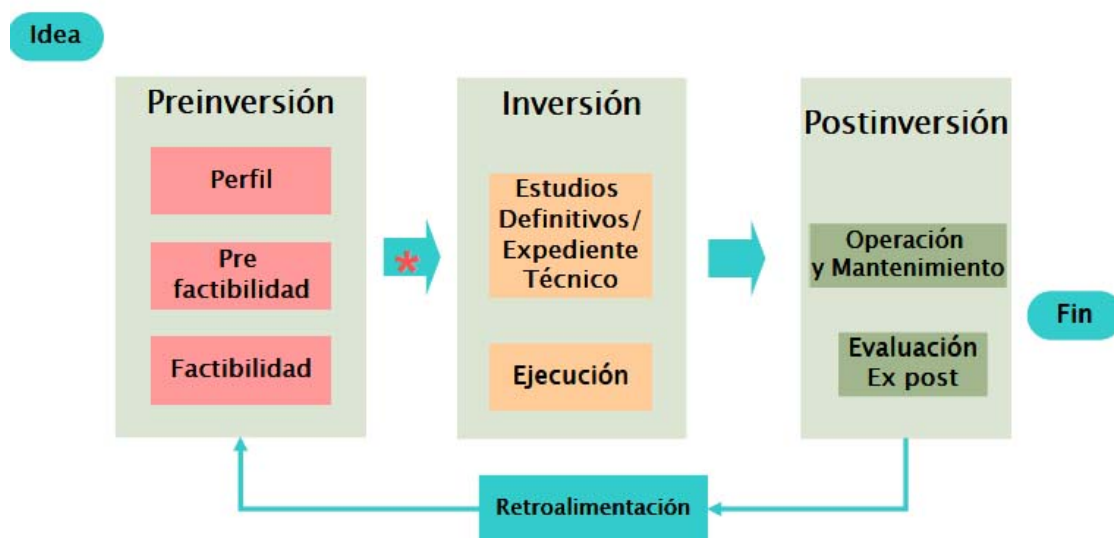 Idea
Preinversión
Perfil
Pre
factibilidad
Factibilidad
*
Inversión
Estudios
Definitivos/
Expediente
Técnico
Ejecución
Postinversión
Operación
y Mantenimiento
Evaluación
Ex post
Fin
Retroalimentación